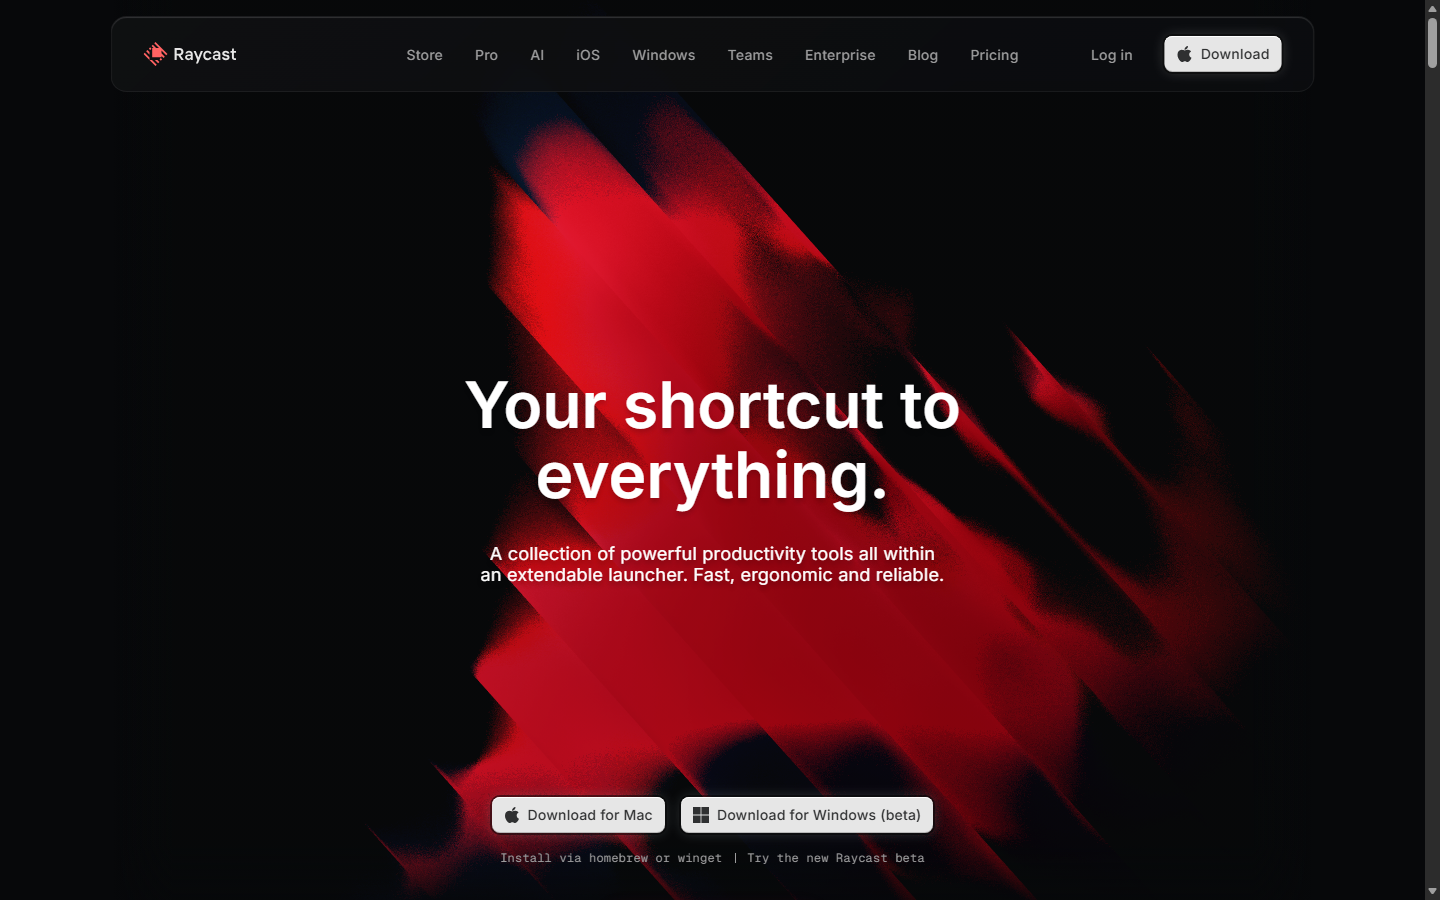 Raycast
Store
Pro
AI
iOS
Windows
Teams
Enterprise
Blog
Pricing
Log in
Download
Your shortcut to
everything.
A collection of powerful productivity tools all within
an extendable launcher. Fast, ergonomic and reliable.
Download for Mac
Download for Windows (beta)
Install via homebrew or winget | Try the new Raycast beta